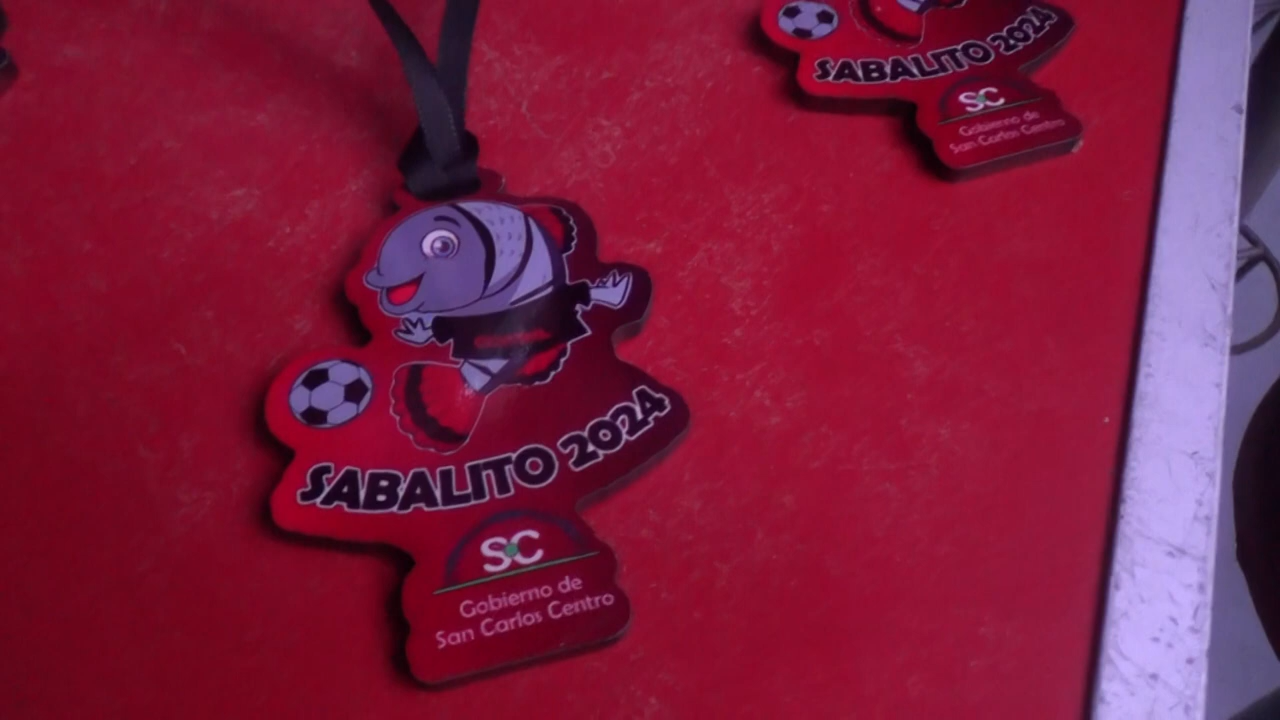 SABALITO 2024
SC
Gobierno de
San Carlos Centro
SABALITO 2024
SC
Gobierno de
San Carlos Centro